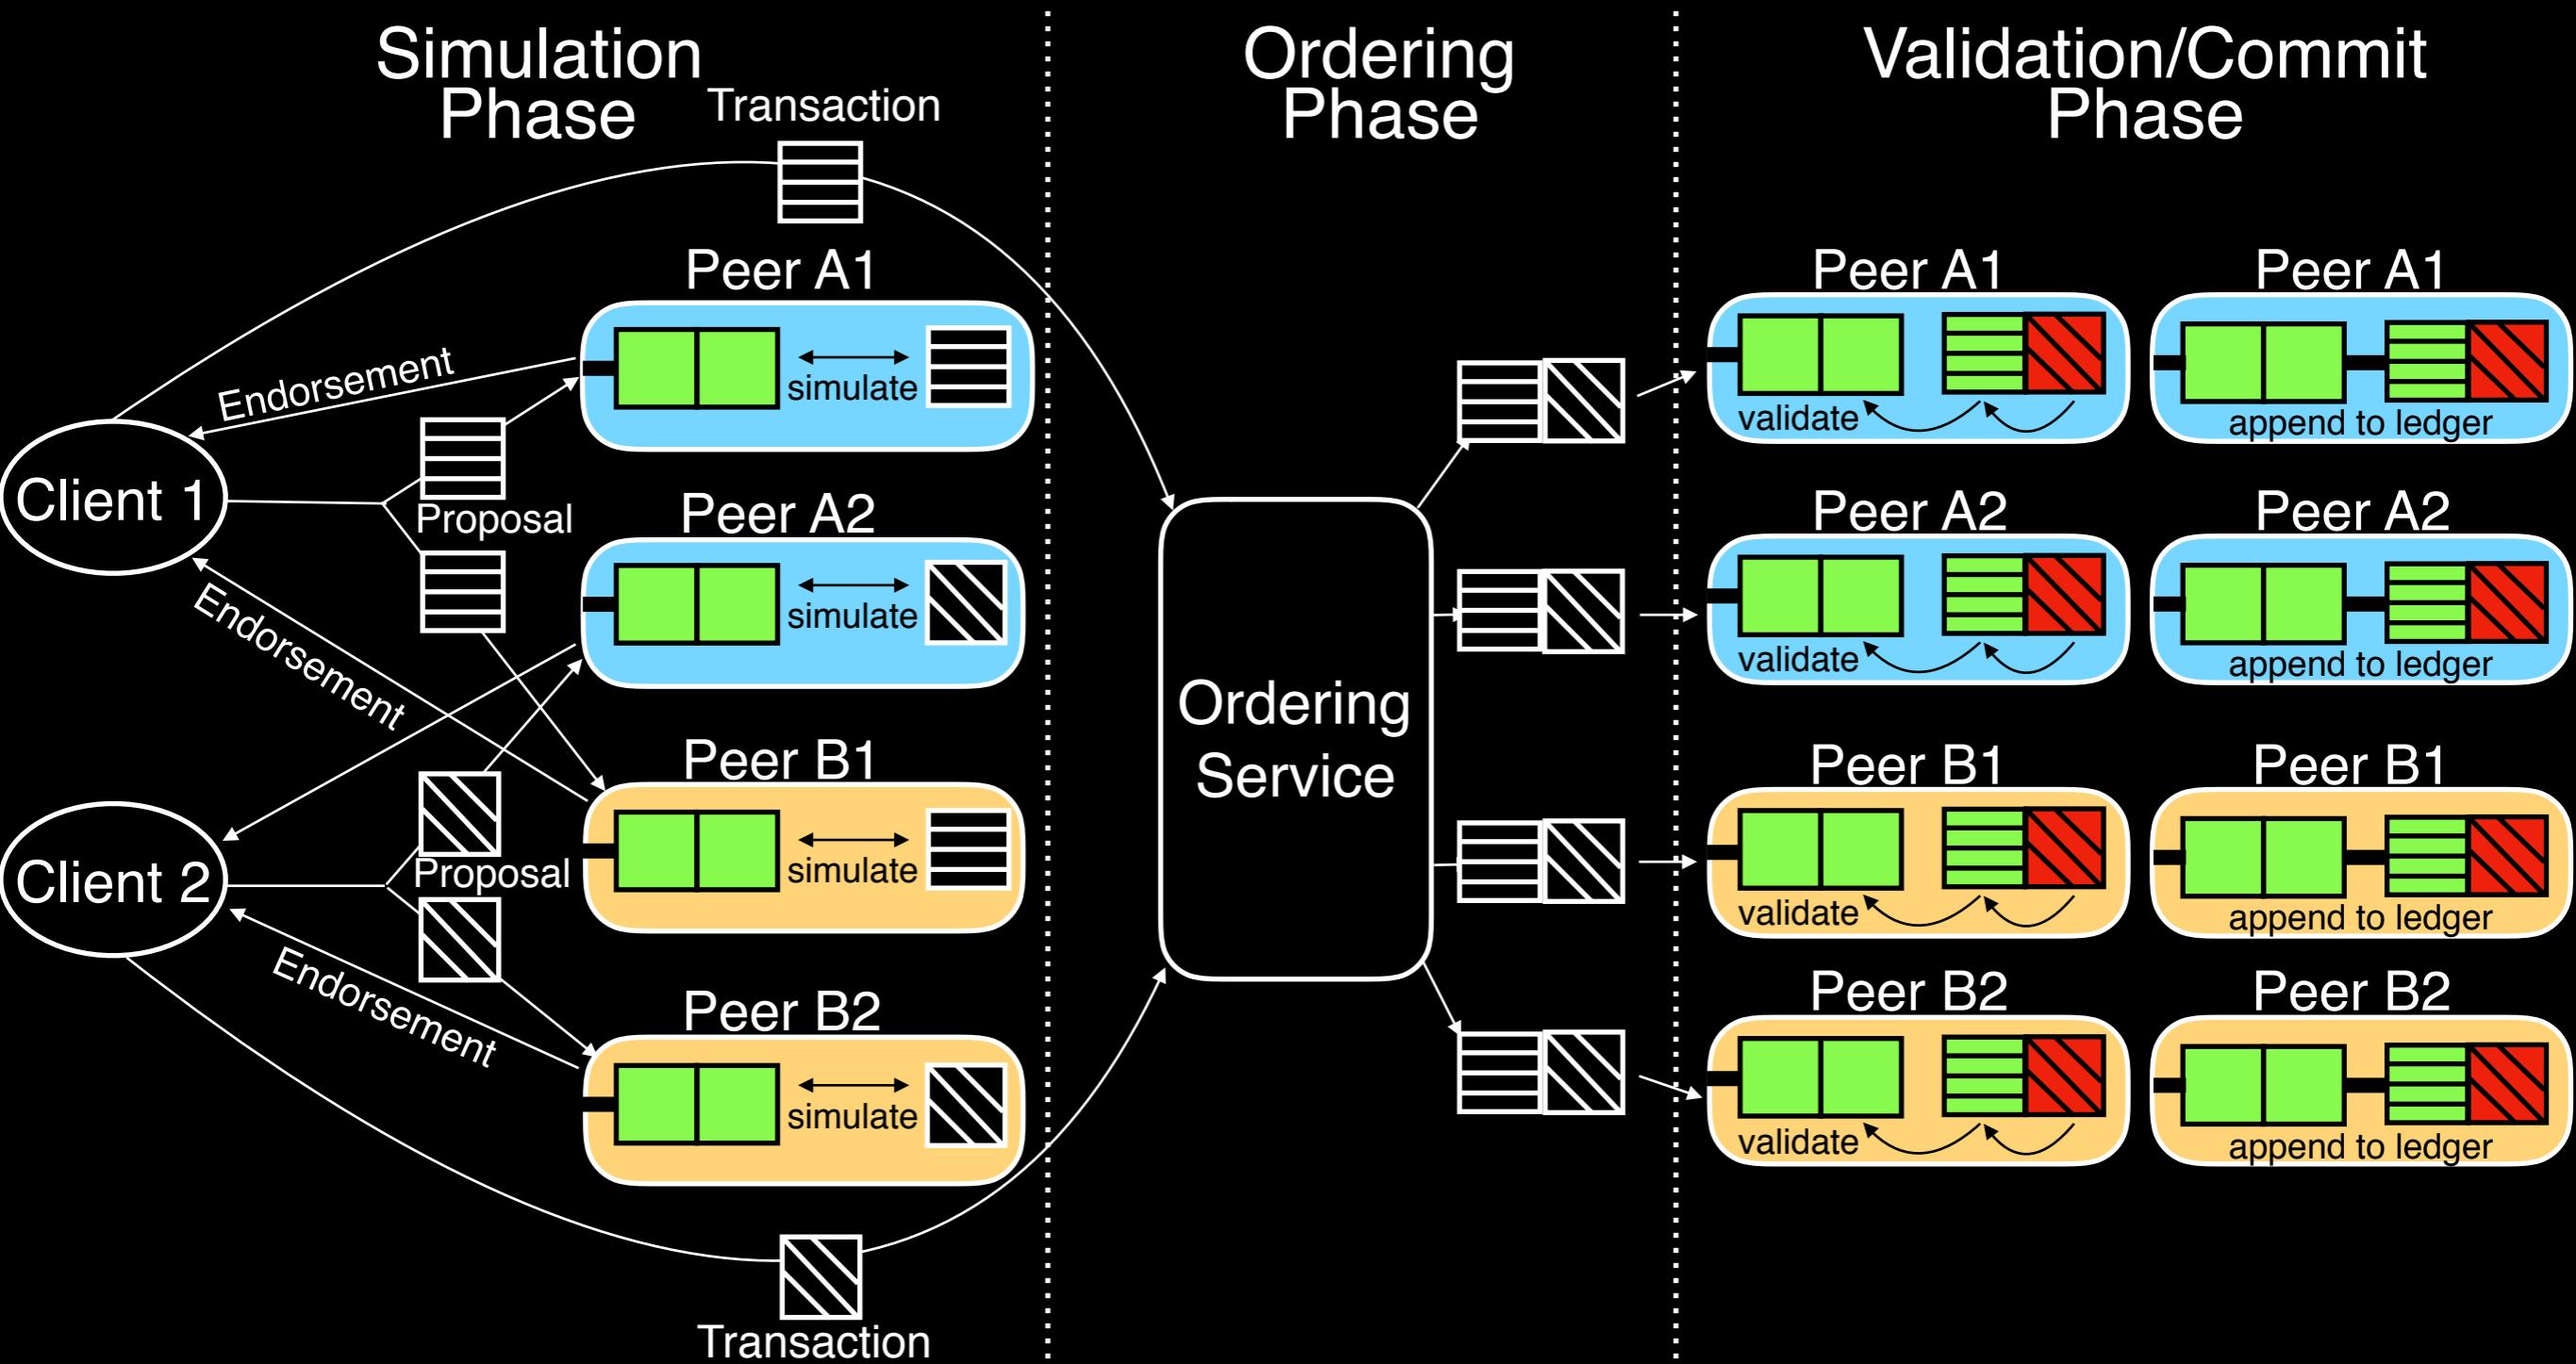 Simulation
Phase
Transaction
Peer A1
simulate
Endorsement
Client 1
Proposal
Peer A2
simulate
Endorsement
Peer B1
simulate
Client 2
Proposal
Endorsement
Peer B2
simulate
Transaction
Ordering
Phase
Ordering
Service
Validation/Commit
Phase
Peer A1
validate
Peer A1
append to ledger
Peer A2
validate
Peer A2
append to ledger
Peer B1
validate
Peer B1
append to ledger
Peer B2
validate
Peer B2
append to ledger